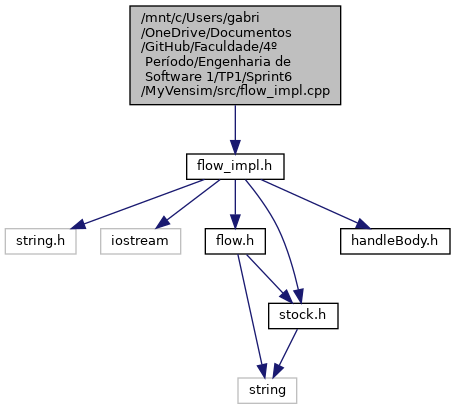 /mnt/c/Users/gabri
/OneDrive/Documentos
/GitHub/Faculdade/4º
Período/Engenharia de
Software 1/TP1/Sprint6
/MyVensim/src/flow_impl.cpp
flow_impl.h
string.h
iostream
flow.h
handleBody.h
stock.h
string